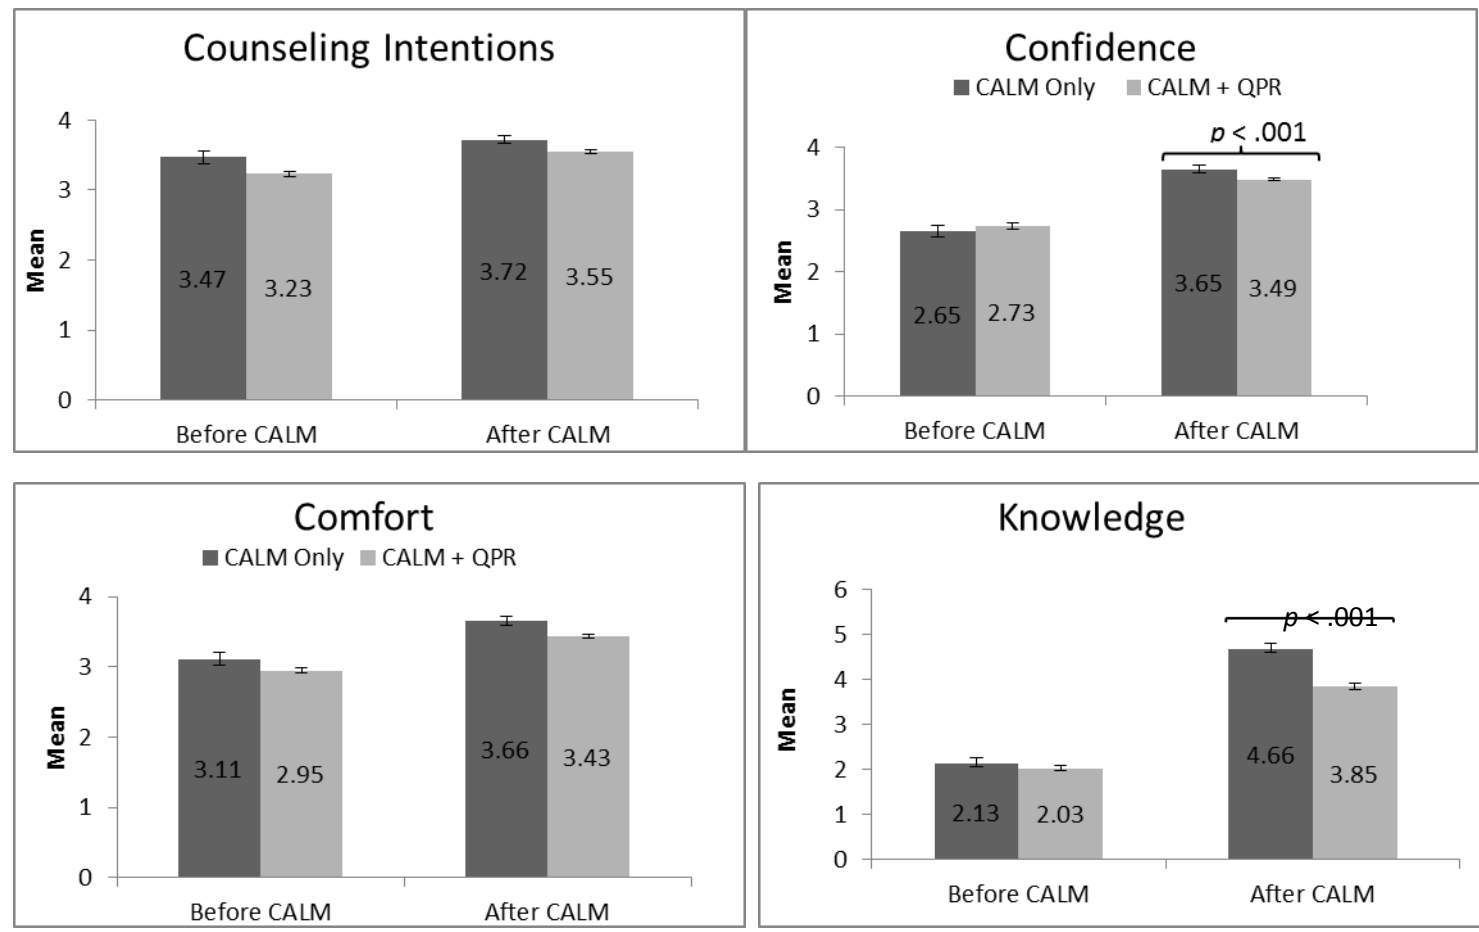 Counseling Intentions
4
3
2
1
0
Mean
3.47
3.23
3.72
3.55
Before CALM
After CALM
Confidence
CALM Only
CALM + QPR
p < .001
4
3
2
1
0
Mean
2.65
2.73
3.65
3.49
Before CALM
After CALM
Comfort
CALM Only
CALM + QPR
4
3
2
1
0
Mean
3.11
2.95
3.66
3.43
Before CALM
After CALM
Knowledge
6
5
4
3
2
1
0
p < .001
Mean
2.13
2.03
4.66
3.85
Before CALM
After CALM